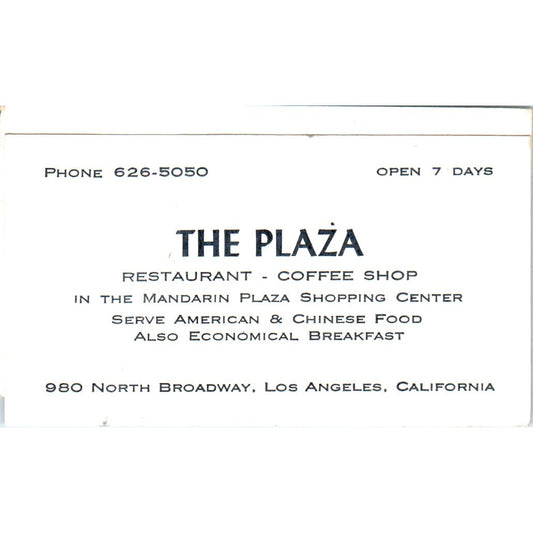 PHONE 626-5050
OPEN 7 DAYS
THE PLAŻA
RESTAURANT - COFFEE SHOP
IN THE MANDARIN PLAZA SHOPPING CENTER
SERVE AMERICAN & CHINESE FOOD
ALSO ECONOMICAL BREAKFAST
980 NORTH BROADWAY, LOS ANGELES, CALIFORNIA